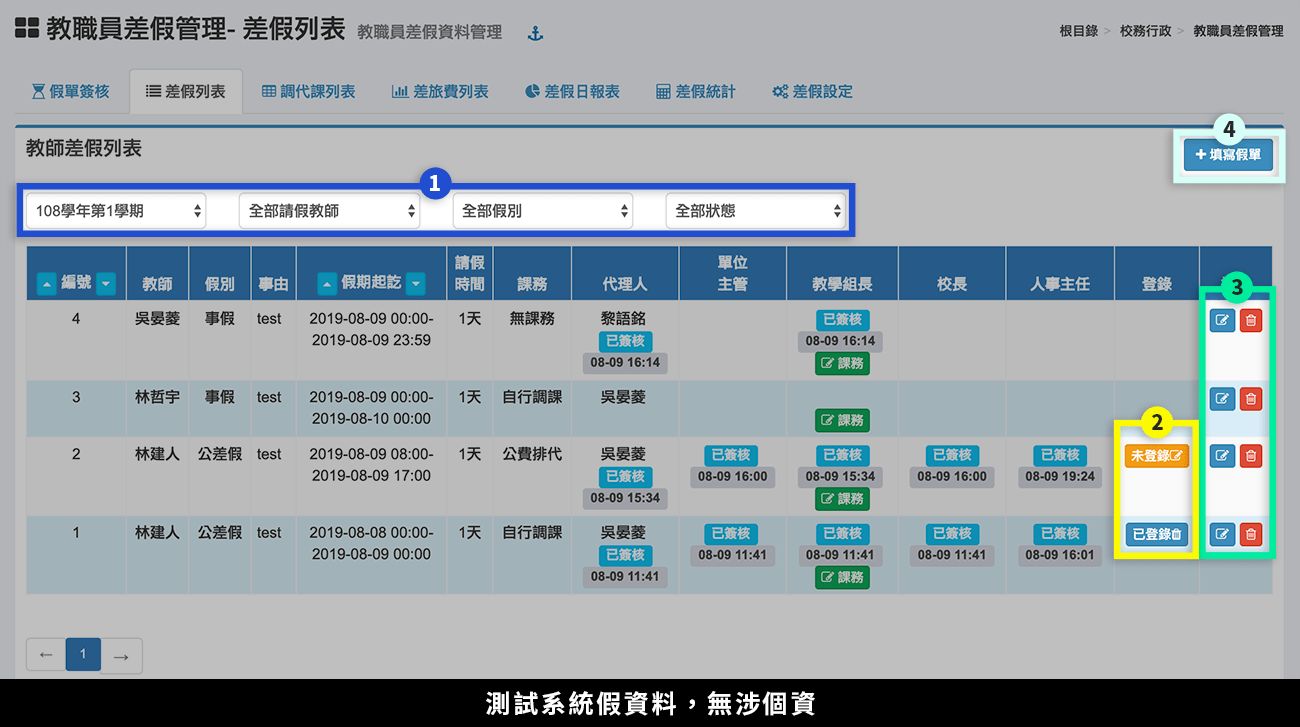 教職員差假管理- 差假列表 教職員差假資料管理
根目錄 > 校務行政 > 教職員差假管理
假單簽核 差假列表 調代課列表 差旅費列表 差假日報表 差假統計 差假設定
教師差假列表
4
+ 填寫假單
1
108學年第1學期 全部請假教師 全部假別 全部狀態
編號 教師 假別 事由 假期起訖 請假時間 課務 代理人 單位主管 教學組長 校長 人事主任 登錄
3
4 吳晏菱 事假 test 2019-08-09 00:00- 1天 無課務 黎語銘 已簽核
2019-08-09 23:59 已簽核 08-09 16:14
08-09 16:14 課務
3 林哲宇 事假 test 2019-08-09 00:00- 1天 自行調課 吳晏菱
2019-08-10 00:00 課務
2
2 林建人 公差假 test 2019-08-09 08:00- 1天 公費排代 吳晏菱 已簽核 已簽核 已簽核 已簽核 未登錄
2019-08-09 17:00 已簽核 08-09 16:00 08-09 15:34 08-09 16:00 08-09 19:24
08-09 15:34 課務
1 林建人 公差假 test 2019-08-08 00:00- 1天 自行調課 吳晏菱 已簽核 已簽核 已簽核 已簽核 已登錄
2019-08-09 00:00 已簽核 08-09 11:41 08-09 11:41 08-09 11:41 08-09 16:01
08-09 11:41 課務
← 1 →
測試系統假資料，無涉個資